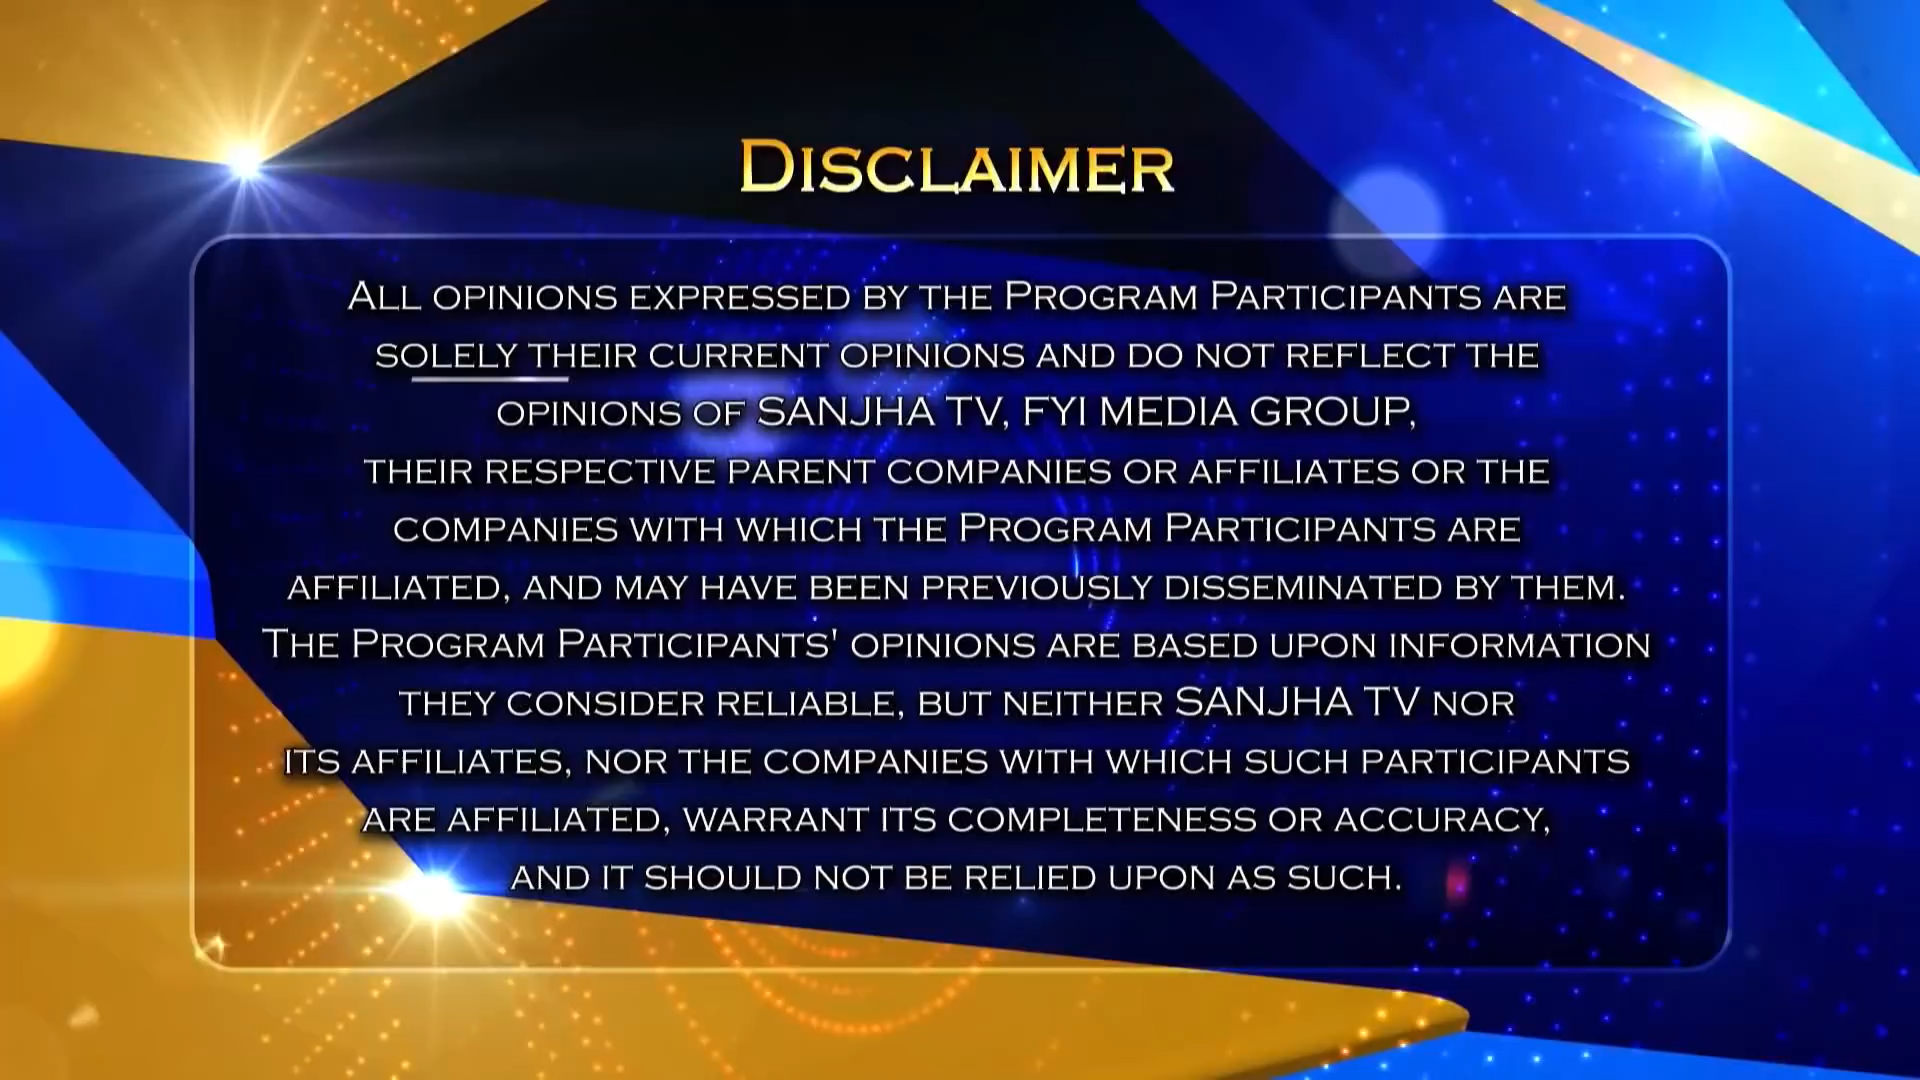 DISCLAIMER
ALL OPINIONS EXPRESSED BY THE PROGRAM PARTICIPANTS ARE
SOLELY THEIR CURRENT OPINIONS AND DO NOT REFLECT THE
OPINIONS OF SANJHA TV, FYI MEDIA GROUP,
THEIR RESPECTIVE PARENT COMPANIES OR AFFILIATES OR THE
COMPANIES WITH WHICH THE PROGRAM PARTICIPANTS ARE
AFFILIATED, AND MAY HAVE BEEN PREVIOUSLY DISSEMINATED BY THEM.
THE PROGRAM PARTICIPANTS' OPINIONS ARE BASED UPON INFORMATION
THEY CONSIDER RELIABLE, BUT NEITHER SANJHA TV NOR
ITS AFFILIATES, NOR THE COMPANIES WITH WHICH SUCH PARTICIPANTS
ARE AFFILIATED, WARRANT ITS COMPLETENESS OR ACCURACY,
AND IT SHOULD NOT BE RELIED UPON AS SUCH.